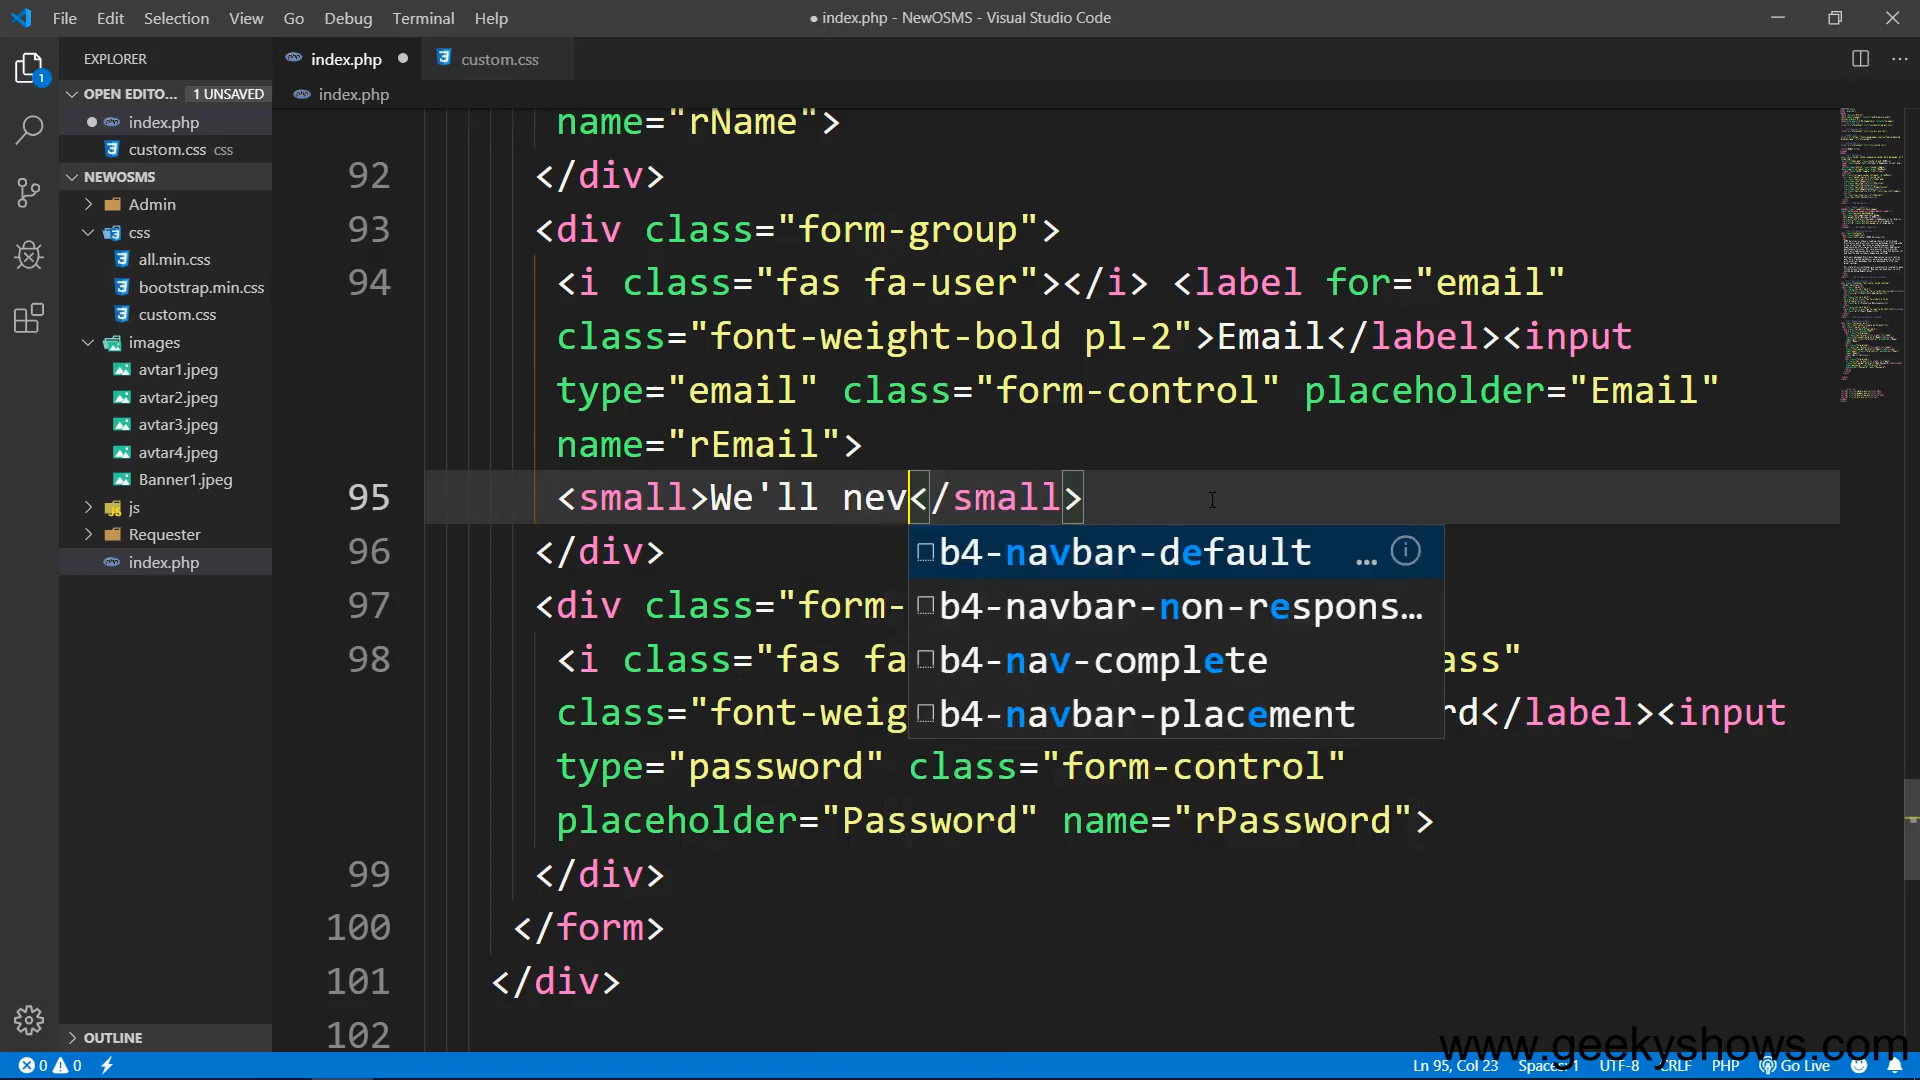 File Edit Selection View Go Debug Terminal Help
● index.php - NewOSMS - Visual Studio Code
EXPLORER
OPEN EDITO... 1 UNSAVED
index.php
custom.css css
NEWOSMS
Admin
css
all.min.css
bootstrap.min.css
custom.css
images
avtar1.jpeg
avtar2.jpeg
avtar3.jpeg
avtar4.jpeg
Banner1.jpeg
js
Requester
index.php
OUTLINE
index.php
custom.css
index.php
name="rName">
92 </div>
93 <div class="form-group">
94 <i class="fas fa-user"></i> <label for="email"
class="font-weight-bold pl-2">Email</label><input
type="email" class="form-control" placeholder="Email"
name="rEmail">
95 <small>We'll nev</small>
96 </div>
97 <div class="form-
98 <i class="fas fa ass"
class="font-weig rd</label><input
type="password" class="form-control"
placeholder="Password" name="rPassword">
99 </div>
100 </form>
101 </div>
102
b4-navbar-default ...
b4-navbar-non-respons...
b4-nav-complete
b4-navbar-placement
1
0 0
Ln 95, Col 23 Spaces: 1 UTF-8 CRLF PHP Go Live
www.geekyshows.com